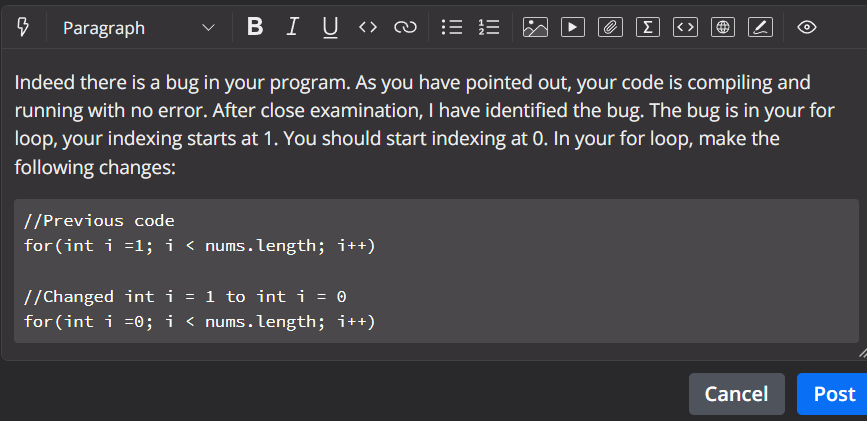 Paragraph B I U <>
Indeed there is a bug in your program. As you have pointed out, your code is compiling and
running with no error. After close examination, I have identified the bug. The bug is in your for
loop, your indexing starts at 1. You should start indexing at 0. In your for loop, make the
following changes:
//Previous code
for(int i =1; i < nums.length; i++)
//Changed int i = 1 to int i = 0
for(int i =0; i < nums.length; i++)
Cancel Post